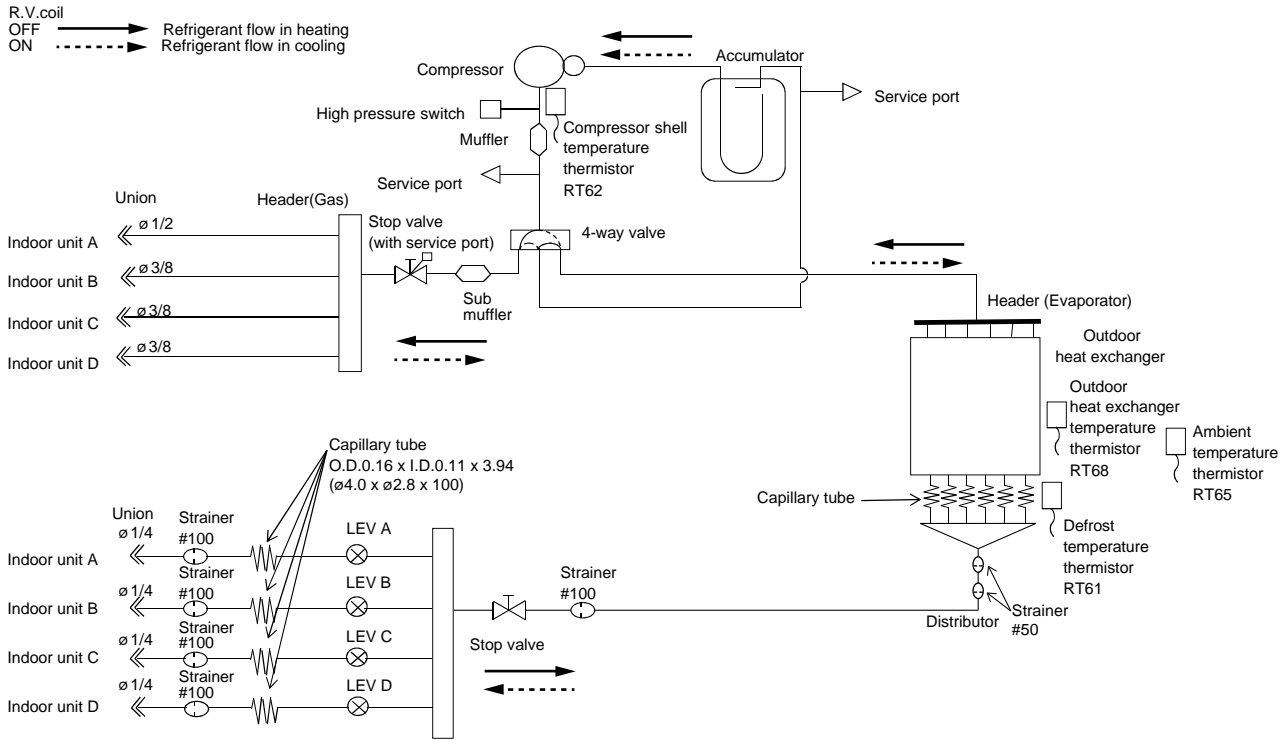 R.V.coil
OFF Refrigerant flow in heating
ON Refrigerant flow in cooling
Compressor
Accumulator
Service port
High pressure switch
Muffler
Compressor shell
temperature
thermistor
RT62
Service port
Union
Header(Gas)
Stop valve
(with service port)
4-way valve
Indoor unit A
ø 1/2
Indoor unit B
ø 3/8
Indoor unit C
ø 3/8
Indoor unit D
ø 3/8
Sub
muffler
Header (Evaporator)
Outdoor
heat exchanger
Outdoor
heat exchanger
temperature
thermistor
RT68
Ambient
temperature
thermistor
RT65
Capillary tube
O.D.0.16 x I.D.0.11 x 3.94
(ø4.0 x ø2.8 x 100)
Capillary tube
Defrost
temperature
thermistor
RT61
Union
Indoor unit A
ø 1/4
Strainer
#100
LEV A
Indoor unit B
ø 1/4
Strainer
#100
LEV B
Indoor unit C
ø 1/4
Strainer
#100
LEV C
Indoor unit D
ø 1/4
Strainer
#100
LEV D
Stop valve
Strainer
#100
Distributor
Strainer
#50